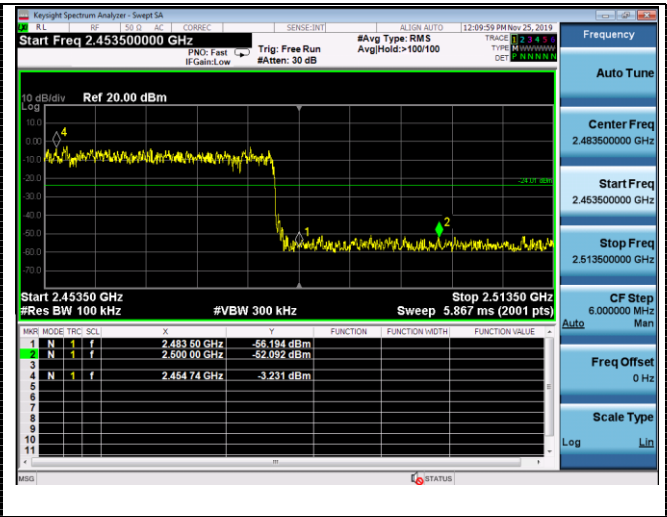 Keysight Spectrum Analyzer - Swept SA
RL RF 50 Ω AC CORREC SENSE:INT ALIGN AUTO 12:09:59 PM Nov 25, 2019
Start Freq 2.453500000 GHz
PNO: Fast
IFGain:Low
Trig: Free Run
#Atten: 30 dB
#Avg Type: RMS
Avg|Hold:>100/100
TRACE 1 2 3 4 5 6
TYPE M WWWWW
DET P N N N N N
10 dB/div Ref 20.00 dBm
Log
10.0
0.00
-10.0
-20.0
-30.0
-40.0
-50.0
-60.0
-70.0
4
1
2
-24.01 dBm
Start 2.45350 GHz Stop 2.51350 GHz
#Res BW 100 kHz #VBW 300 kHz Sweep 5.867 ms (2001 pts)
MKR MODE TRC SCL X Y FUNCTION FUNCTION WIDTH FUNCTION VALUE
1 N 1 f 2.483 50 GHz -56.194 dBm
2 N 1 f 2.500 00 GHz -52.092 dBm
3
4 N 1 f 2.454 74 GHz -3.231 dBm
5
6
7
8
9
10
11
MSG STATUS
Frequency
Auto Tune
Center Freq
2.483500000 GHz
Start Freq
2.453500000 GHz
Stop Freq
2.513500000 GHz
CF Step
6.000000 MHz
Auto Man
Freq Offset
0 Hz
Scale Type
Log Lin